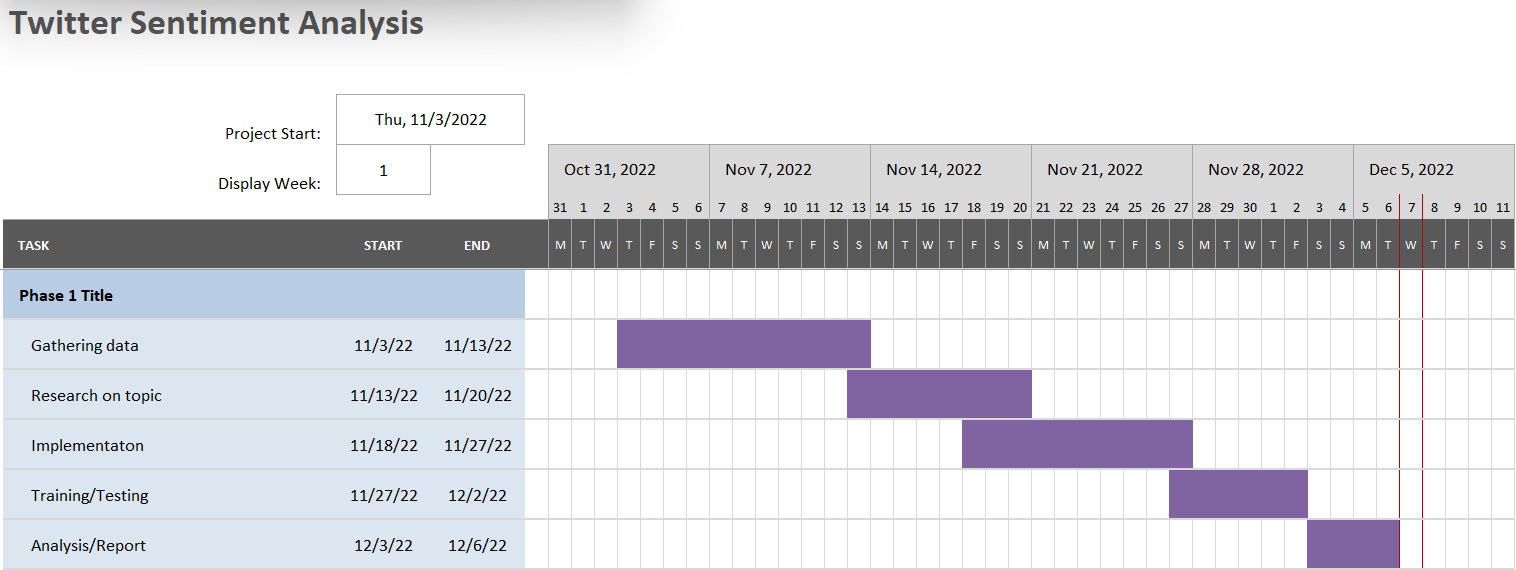 Twitter Sentiment Analysis
Project Start: Thu, 11/3/2022
Display Week: 1
Oct 31, 2022 Nov 7, 2022 Nov 14, 2022 Nov 21, 2022 Nov 28, 2022 Dec 5, 2022
31 1 2 3 4 5 6 7 8 9 10 11 12 13 14 15 16 17 18 19 20 21 22 23 24 25 26 27 28 29 30 1 2 3 4 5 6 7 8 9 10 11
TASK START END M T W T F S S M T W T F S S M T W T F S S M T W T F S S M T W T F S S M T W T F S S
Phase 1 Title
Gathering data 11/3/22 11/13/22
Research on topic 11/13/22 11/20/22
Implementaton 11/18/22 11/27/22
Training/Testing 11/27/22 12/2/22
Analysis/Report 12/3/22 12/6/22